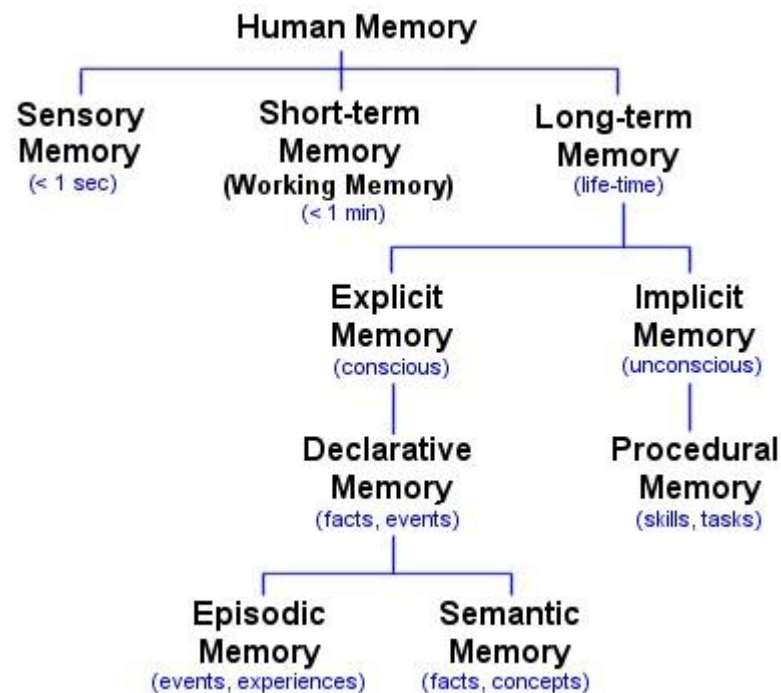 Human Memory
Sensory
Memory
(< 1 sec)
Short-term
Memory
(Working Memory)
(< 1 min)
Long-term
Memory
(life-time)
Explicit
Memory
(conscious)
Implicit
Memory
(unconscious)
Declarative
Memory
(facts, events)
Procedural
Memory
(skills, tasks)
Episodic
Memory
(events, experiences)
Semantic
Memory
(facts, concepts)